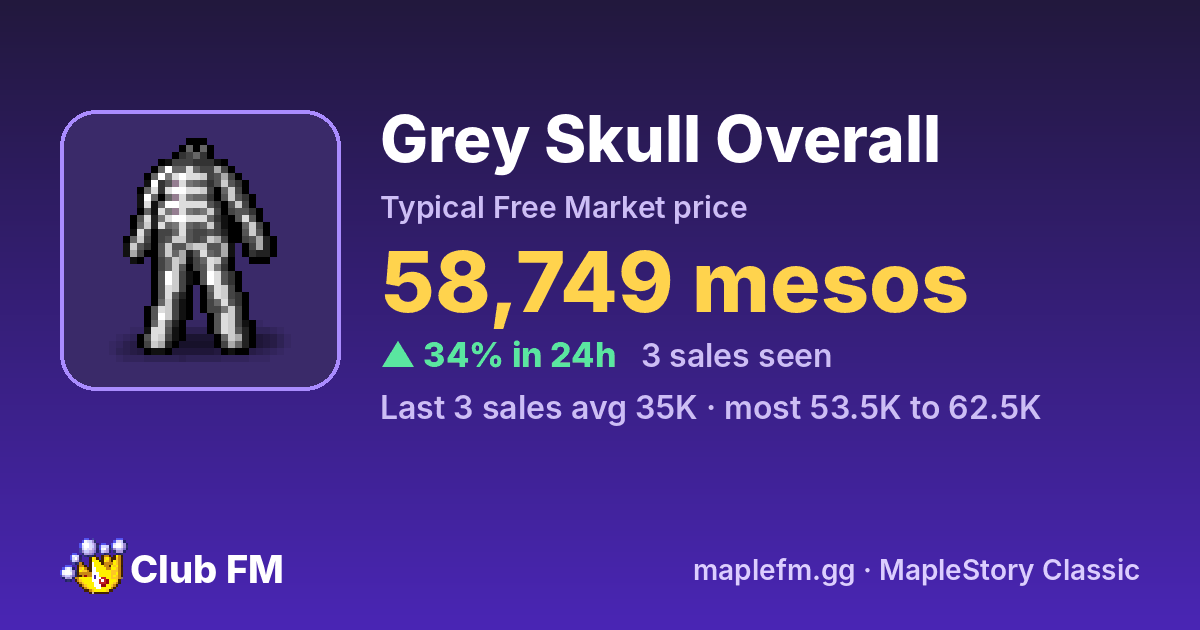 Grey Skull Overall
Typical Free Market price
58,749 mesos
▲ 34% in 24h 3 sales seen
Last 3 sales avg 35K · most 53.5K to 62.5K
Club FM
maplefm.gg · MapleStory Classic